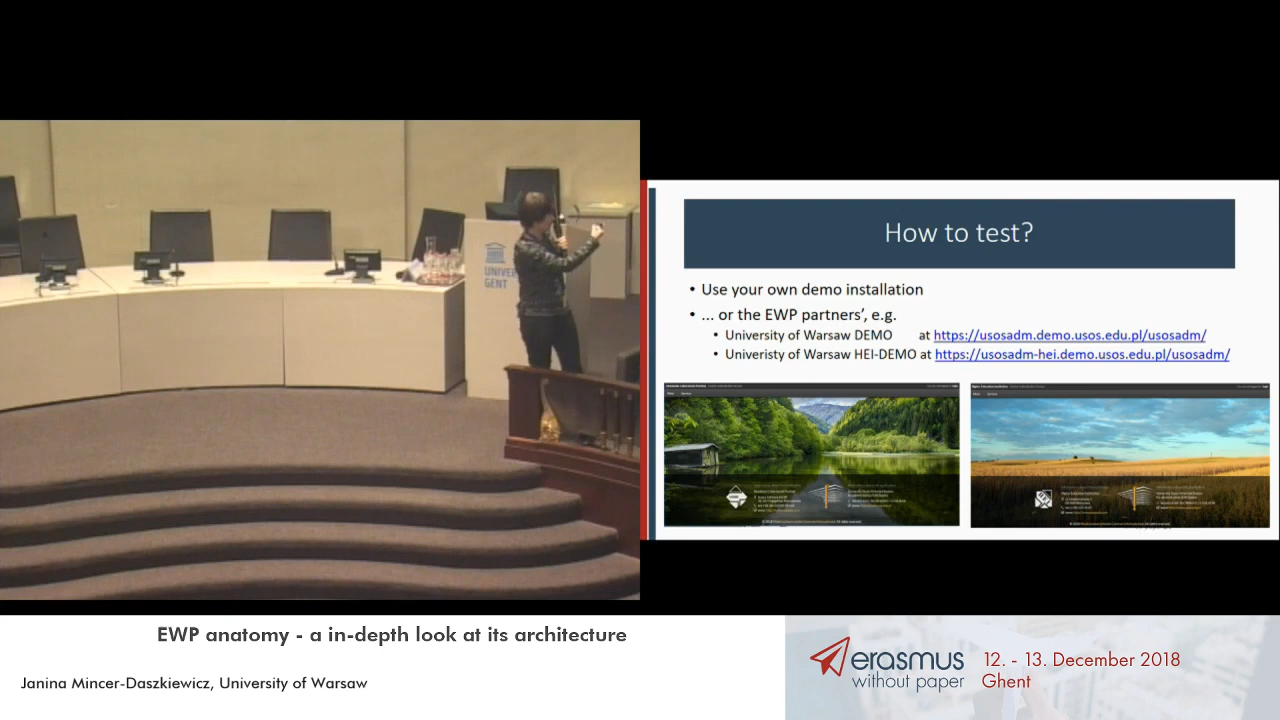 UNIVER
GENT
How to test?
• Use your own demo installation
• ... or the EWP partners’, e.g.
• University of Warsaw DEMO at https://usosadm.demo.usos.edu.pl/usosadm/
• Univeristy of Warsaw HEI-DEMO at https://usosadm-hei.demo.usos.edu.pl/usosadm/
EWP anatomy - a in-depth look at its architecture
Janina Mincer-Daszkiewicz, University of Warsaw
erasmus
without paper
12. - 13. December 2018
Ghent